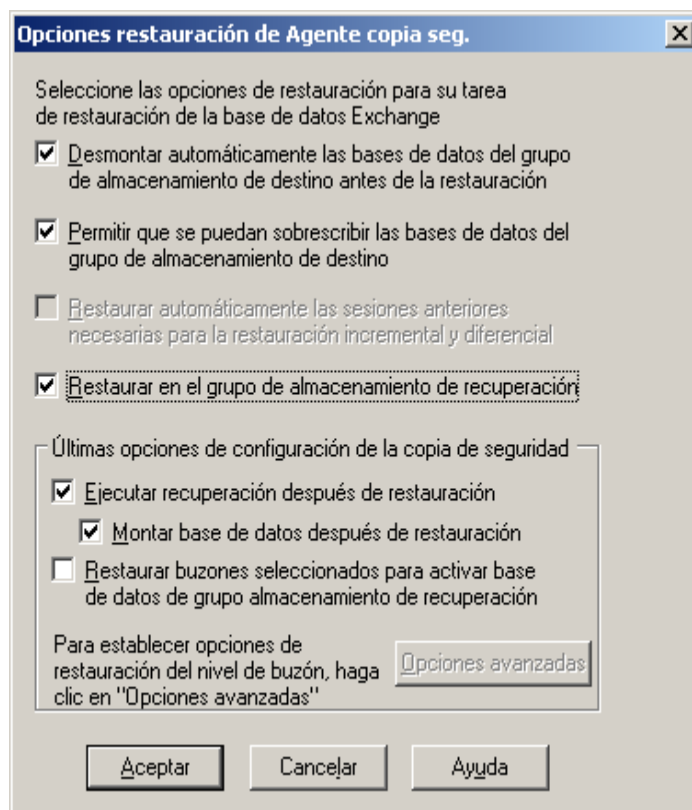 Opciones restauración de Agente copia seg.
Seleccione las opciones de restauración para su tarea
de restauración de la base de datos Exchange
Desmontar automáticamente las bases de datos del grupo
de almacenamiento de destino antes de la restauración
Permitir que se puedan sobrescribir las bases de datos del
grupo de almacenamiento de destino
Restaurar automáticamente las sesiones anteriores
necesarias para la restauración incremental y diferencial
Restaurar en el grupo de almacenamiento de recuperación
Últimas opciones de configuración de la copia de seguridad
Ejecutar recuperación después de restauración
Montar base de datos después de restauración
Restaurar buzones seleccionados para activar base
de datos de grupo almacenamiento de recuperación
Para establecer opciones de
restauración del nivel de buzón, haga
clic en "Opciones avanzadas"
Opciones avanzadas
Aceptar
Cancelar
Ayuda